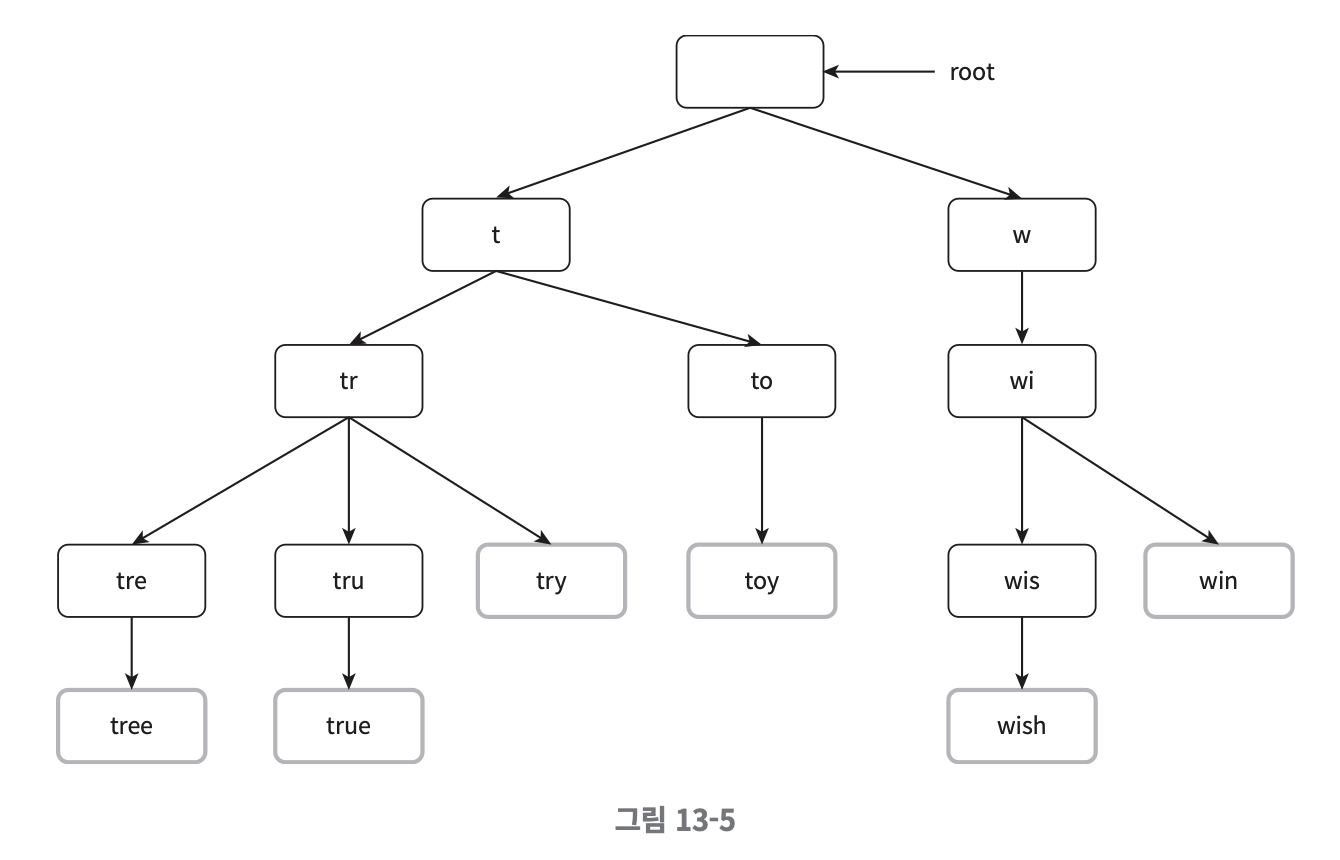 root
t
w
tr
to
wi
tre
tru
try
toy
wis
win
tree
true
wish
그림 13-5